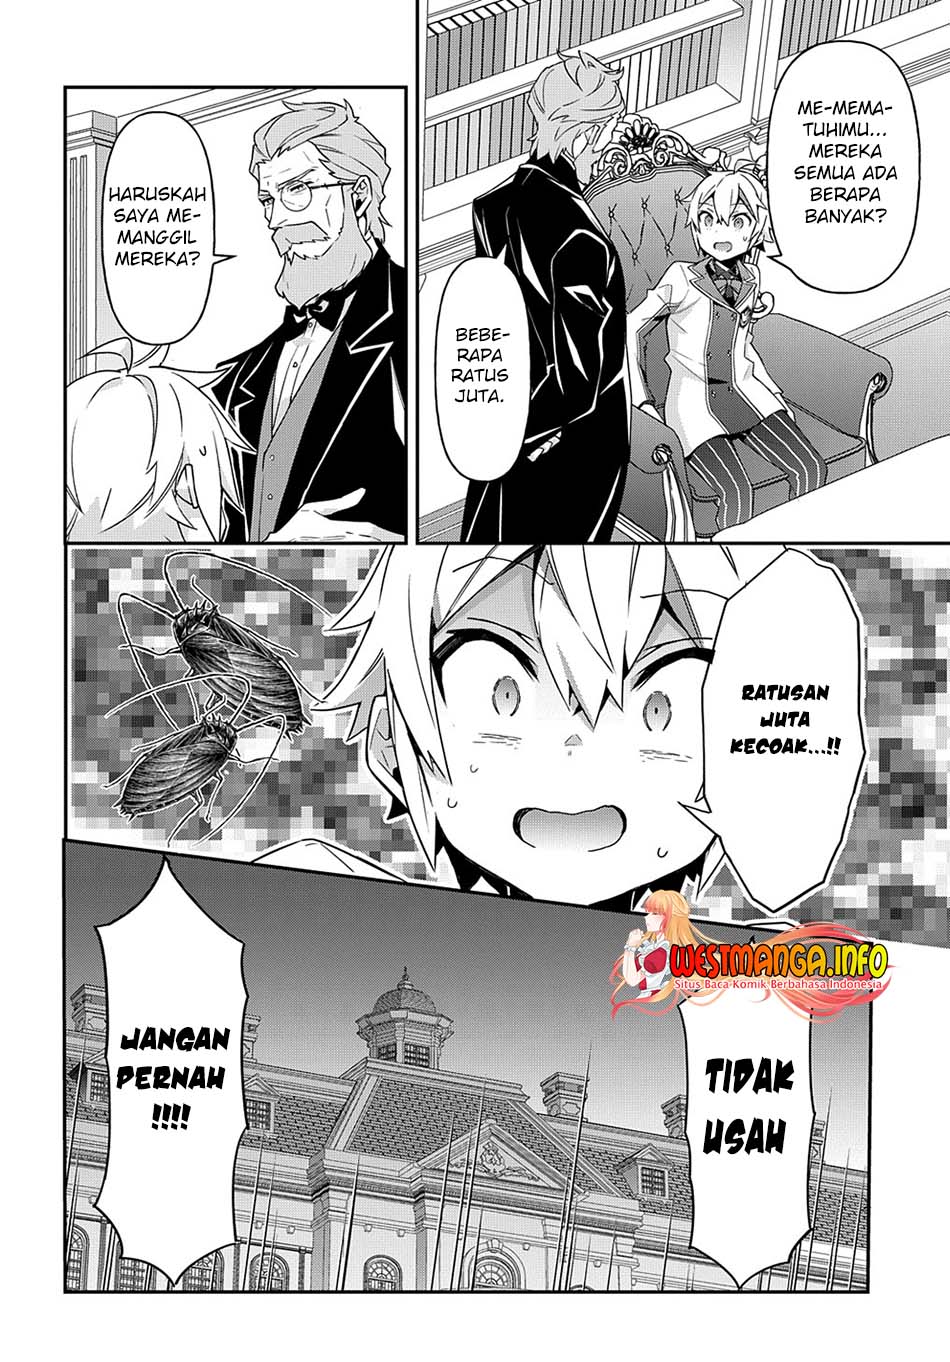 ME-MEMA-
TUHIMU...
MEREKA
SEMUA ADA
BERAPA
BANYAK?
BEBE-
RAPA
RATUS
JUTA.
HARUSKAH
SAYA ME-
MANGGIL
MEREKA?
RATUSAN
JUTA
KECOAK...!!
WESTMANGA.INFO
Situs Baca Komik Berbahasa Indonesia
TIDAK
USAH
JANGAN
PERNAH
!!!!